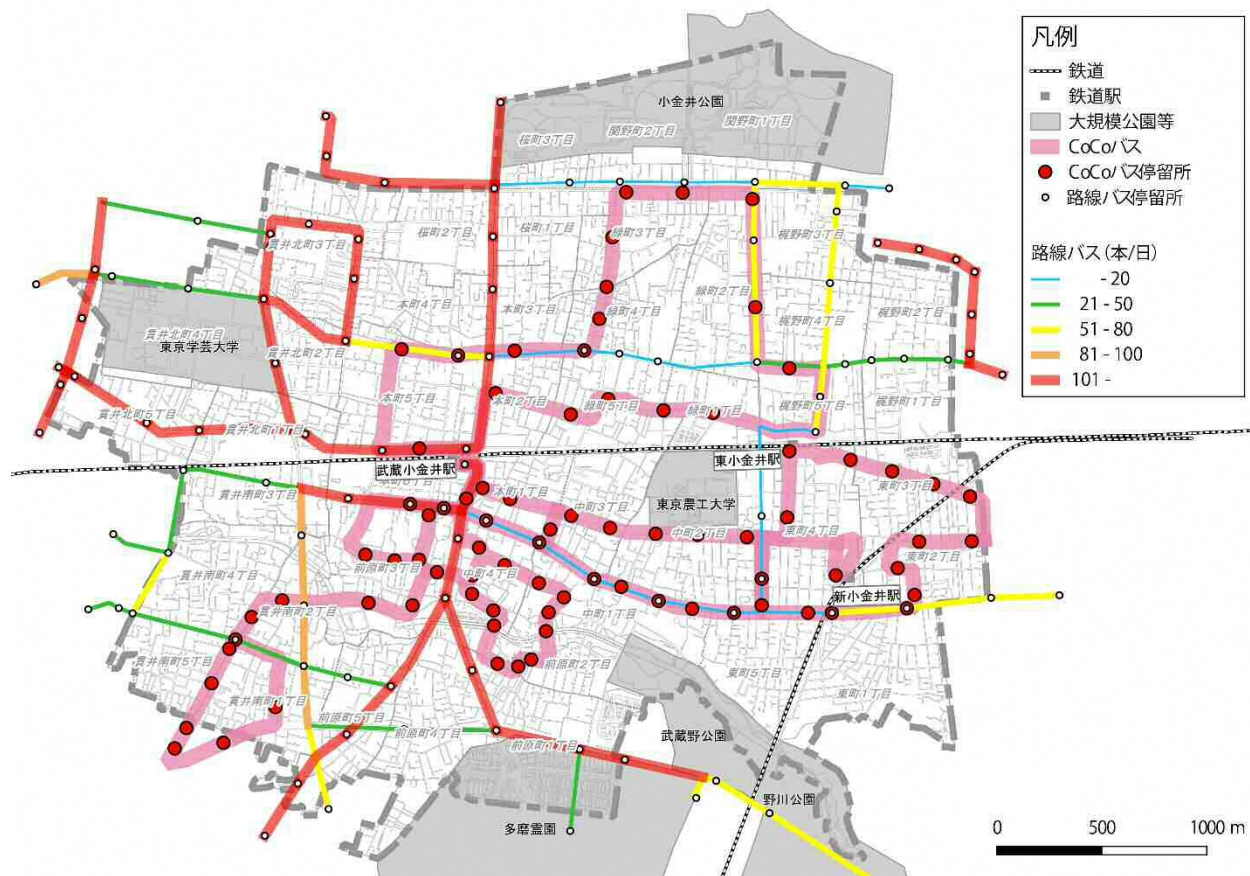 凡例
鉄道
鉄道駅
大規模公園等
CoCoバス
CoCoバス停留所
路線バス停留所
路線バス(本/日)
- 20
21 - 50
51 - 80
81 - 100
101 -
小金井公園
関野町1丁目
関野町2丁目
桜町3丁目
桜町2丁目
桜町1丁目
緑町3丁目
梶野町3丁目
貫井北町3丁目
本町4丁目
本町3丁目
緑町4丁目
緑町2丁目
梶野町4丁目
梶野町2丁目
貫井北町4丁目
東京学芸大学
貫井北町2丁目
本町5丁目
本町2丁目
緑町5丁目
緑町1丁目
梶野町5丁目
梶野町1丁目
貫井北町5丁目
貫井北町1丁目
武蔵小金井駅
東小金井駅
本町6丁目
貫井南町3丁目
本町1丁目
中町3丁目
東京農工大学
東町3丁目
中町2丁目
東町4丁目
東町2丁目
貫井南町4丁目
前原町3丁目
中町4丁目
新小金井駅
貫井南町2丁目
中町1丁目
貫井南町5丁目
前原町2丁目
東町5丁目
東町1丁目
貫井南町1丁目
前原町5丁目
前原町4丁目
前原町1丁目
武蔵野公園
野川公園
多磨霊園
0 500 1000 m